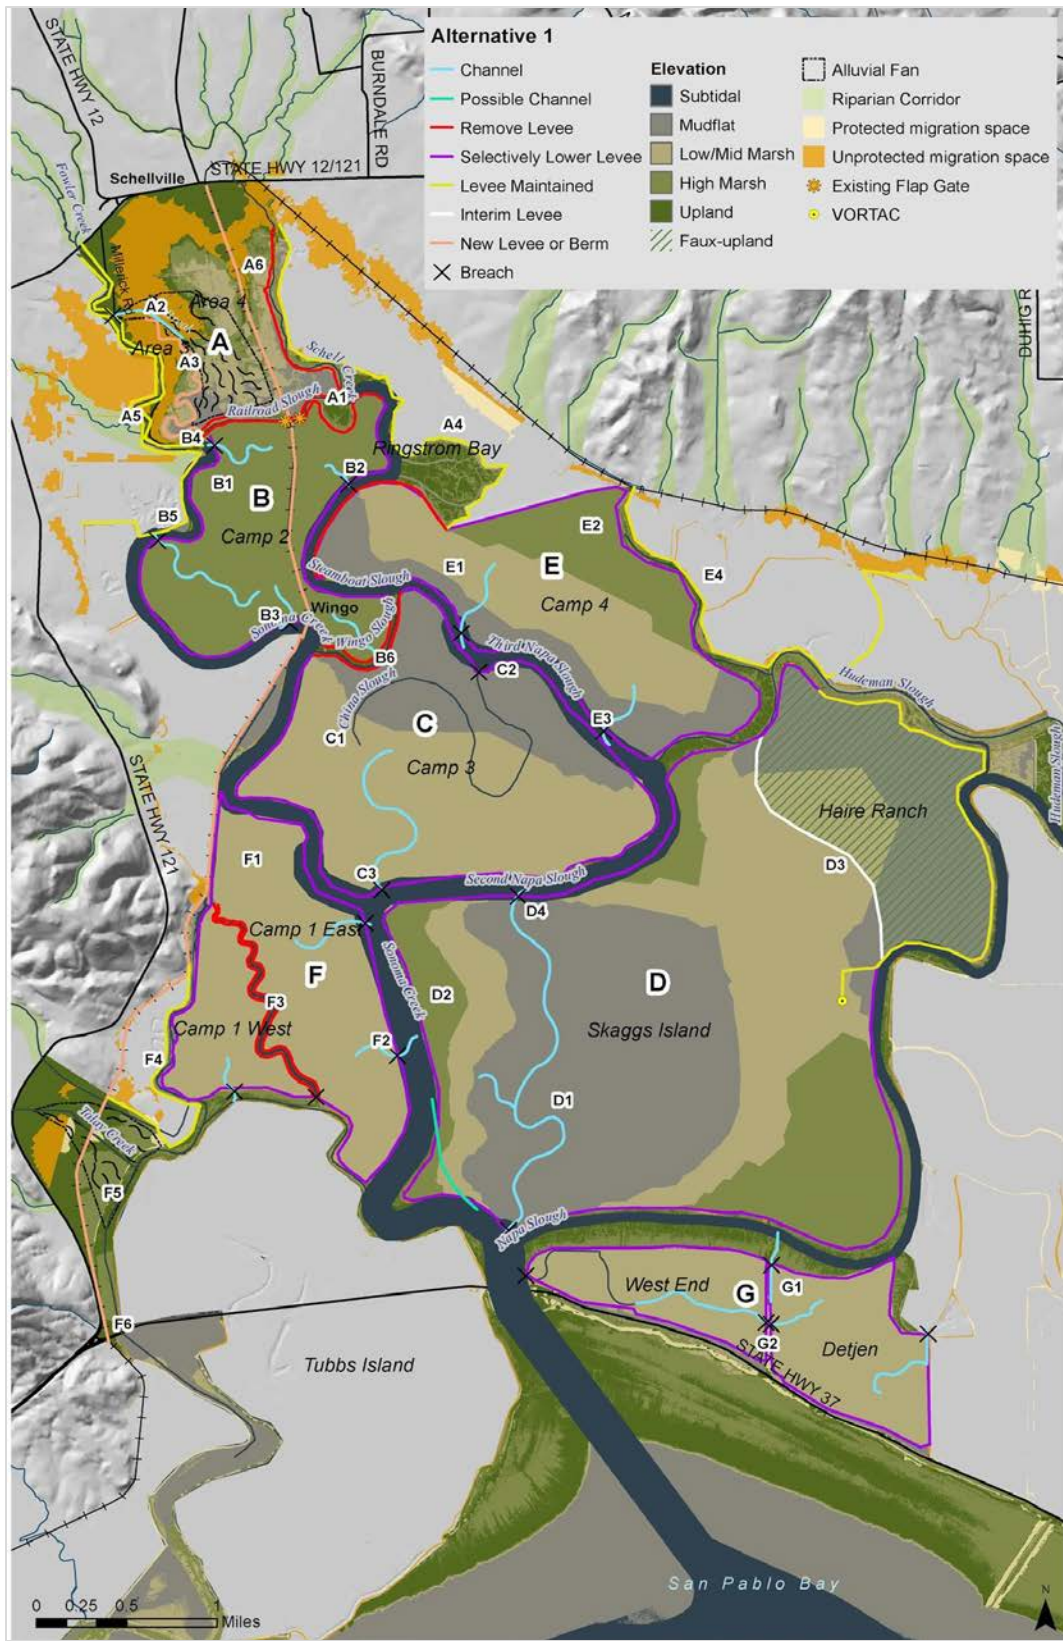 Alternative 1
Channel
Possible Channel
Remove Levee
Selectively Lower Levee
Levee Maintained
Interim Levee
New Levee or Berm
Breach
Elevation
Subtidal
Mudflat
Low/Mid Marsh
High Marsh
Upland
Faux-upland
Alluvial Fan
Riparian Corridor
Protected migration space
Unprotected migration space
Existing Flap Gate
VORTAC
STATE HWY 12
BURNDALE RD
STATE HWY 12/121
Schellville
Fowler Creek
DUHIG R
A6
A2
Area 4
A
A3
Schell Creek
A1
Railroad Slough
A5
A4
B4
Ringstrom Bay
B1
B2
B
B5
Camp 2
E2
E1
E
E4
Steamboat Slough
Camp 4
Wingo
B3
Sonoma Creek
Wingo Slough
B6
Third Napa Slough
C2
Hudeman Slough
China Slough
E3
C1
C
Camp 3
Hudeman Slough
Haire Ranch
STATE HWY 121
F1
D3
C3
Second Napa Slough
D4
Camp 1 East
Sonoma Creek
F
D2
D
F3
Skaggs Island
Camp 1 West
F2
F4
D1
Tolay Creek
F5
Napa Slough
West End
G
G1
F6
G2
Detjen
Tubbs Island
STATE HWY 37
San Pablo Bay
0 0.25 0.5 1
Miles
N